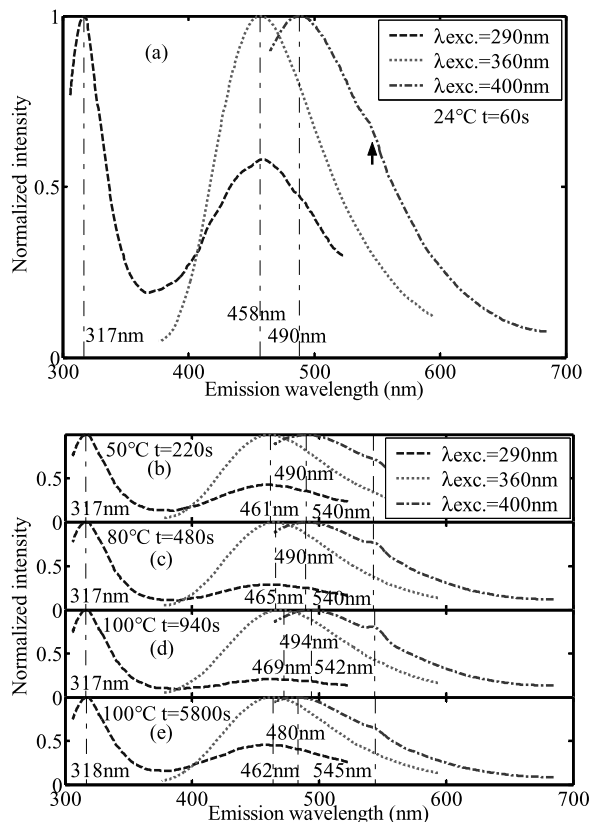 1
(a)
λexc.=290nm
λexc.=360nm
λexc.=400nm
24°C t=60s
Normalized intensity
0.5
458nm
317nm
490nm
0
300
400
500
600
700
Emission wavelength (nm)
50°C t=220s
(b)
λexc.=290nm
λexc.=360nm
λexc.=400nm
0.5
490nm
317nm
461nm
540nm
0
80°C t=480s
(c)
0.5
490nm
317nm
465nm
540nm
0
Normalized intensity
100°C t=940s
(d)
0.5
494nm
469nm
542nm
317nm
0
100°C t=5800s
(e)
0.5
480nm
318nm
462nm
545nm
0
300
400
500
600
700
Emission wavelength (nm)